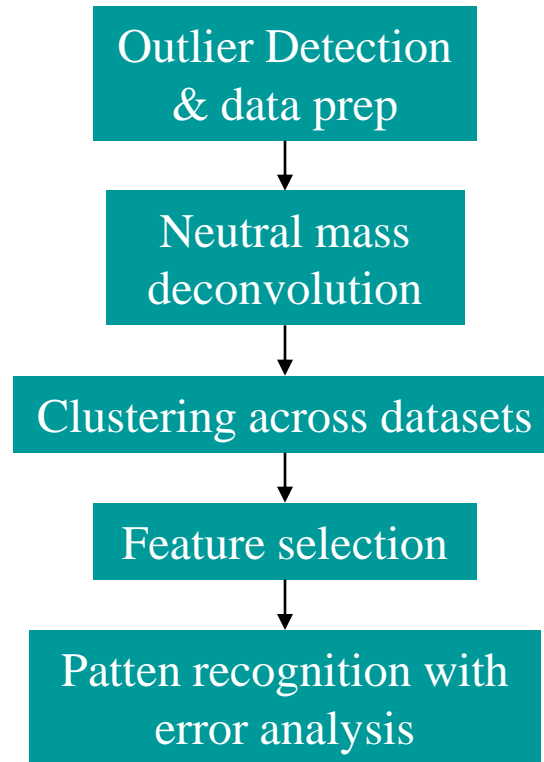 Outlier Detection
& data prep
Neutral mass
deconvolution
Clustering across datasets
Feature selection
Patten recognition with
error analysis